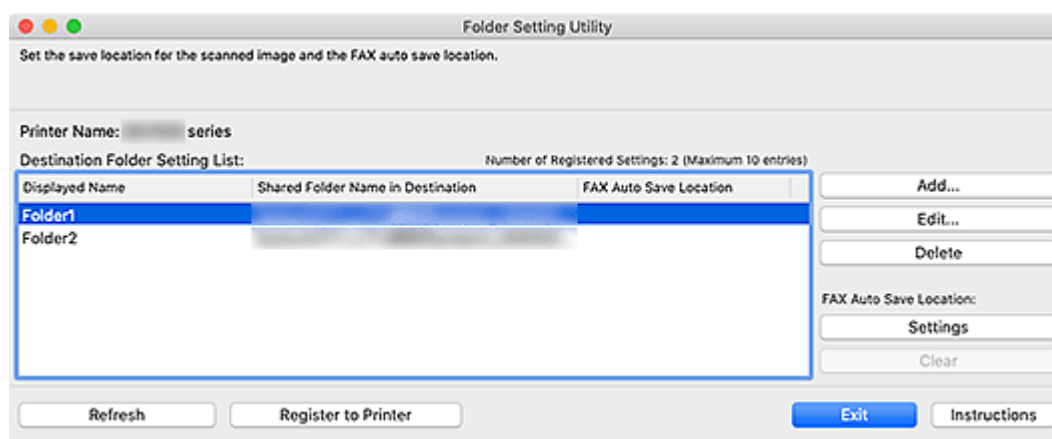 Folder Setting Utility
Set the save location for the scanned image and the FAX auto save location.
Printer Name: series
Destination Folder Setting List: Number of Registered Settings: 2 (Maximum 10 entries)
Displayed Name Shared Folder Name in Destination FAX Auto Save Location
Add...
Folder1
Edit...
Folder2
Delete
FAX Auto Save Location:
Settings
Clear
Refresh Register to Printer Exit Instructions